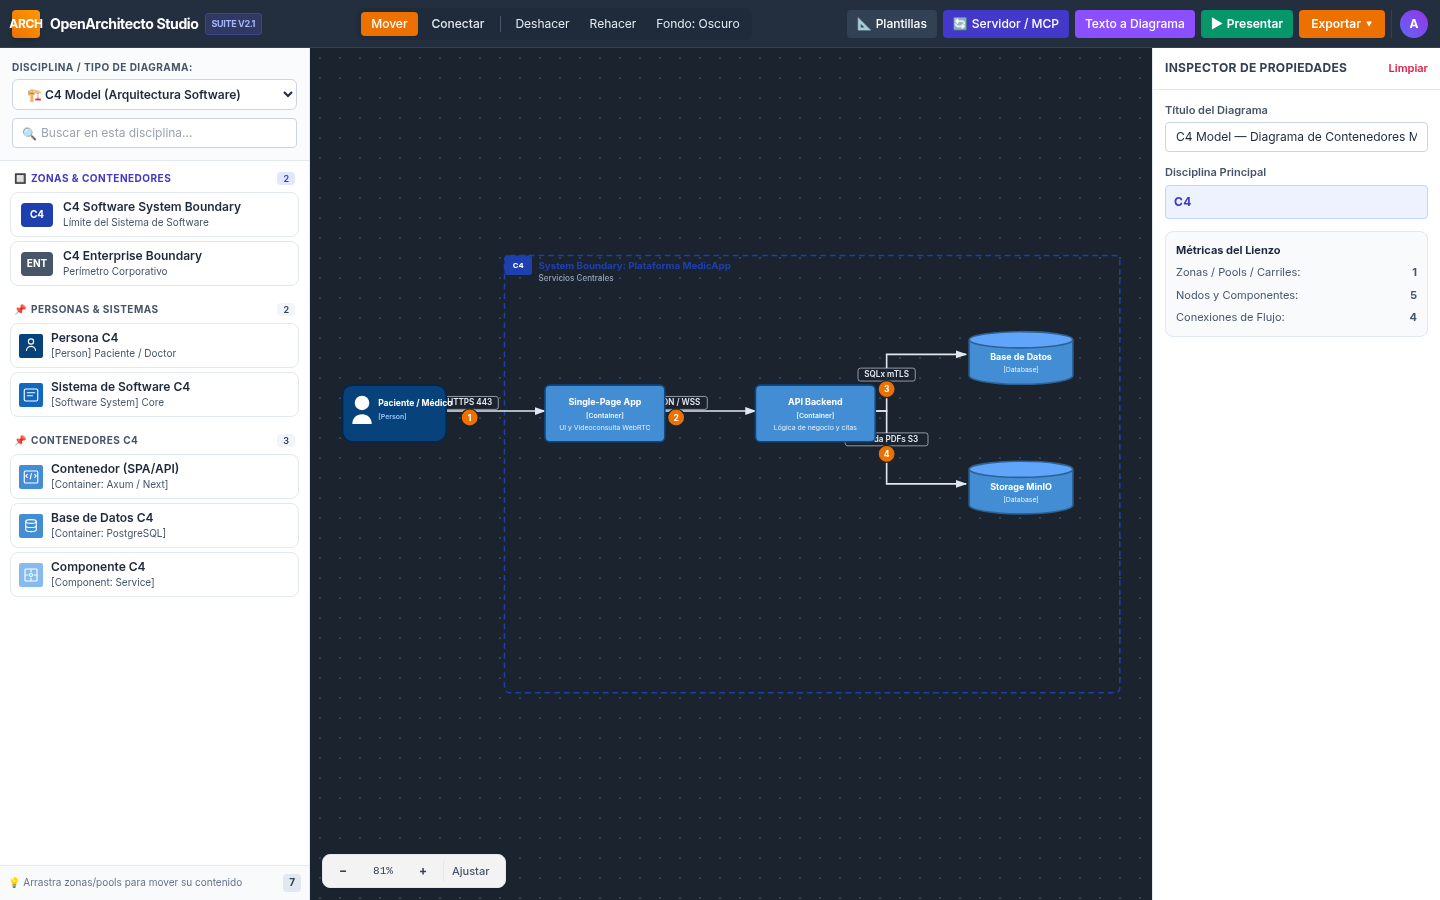 ARCH OpenArchitecto Studio SUITE V2.1
Mover Conectar Deshacer Rehacer Fondo: Oscuro
📐 Plantillas 🔄 Servidor / MCP Texto a Diagrama ▶ Presentar Exportar ▼ A
DISCIPLINA / TIPO DE DIAGRAMA:
🏗️ C4 Model (Arquitectura Software)
🔍 Buscar en esta disciplina...
🔲 ZONAS & CONTENEDORES 2
C4 C4 Software System Boundary
Límite del Sistema de Software
ENT C4 Enterprise Boundary
Perímetro Corporativo
📌 PERSONAS & SISTEMAS 2
Persona C4
[Person] Paciente / Doctor
Sistema de Software C4
[Software System] Core
📌 CONTENEDORES C4 3
Contenedor (SPA/API)
[Container: Axum / Next]
Base de Datos C4
[Container: PostgreSQL]
Componente C4
[Component: Service]
💡 Arrastra zonas/pools para mover su contenido 7
C4 System Boundary: Plataforma MedicApp
Servicios Centrales
Paciente / Médico
[Person]
HTTPS 443
1
Single-Page App
[Container]
UI y Videoconsulta WebRTC
/ WSS
2
API Backend
[Container]
Lógica de negocio y citas
SQLx mTLS
3
PDFs S3
4
Base de Datos
[Database]
Storage MinIO
[Database]
− 81% + Ajustar
INSPECTOR DE PROPIEDADES Limpiar
Título del Diagrama
C4 Model — Diagrama de Contenedores M
Disciplina Principal
C4
Métricas del Lienzo
Zonas / Pools / Carriles: 1
Nodos y Componentes: 5
Conexiones de Flujo: 4